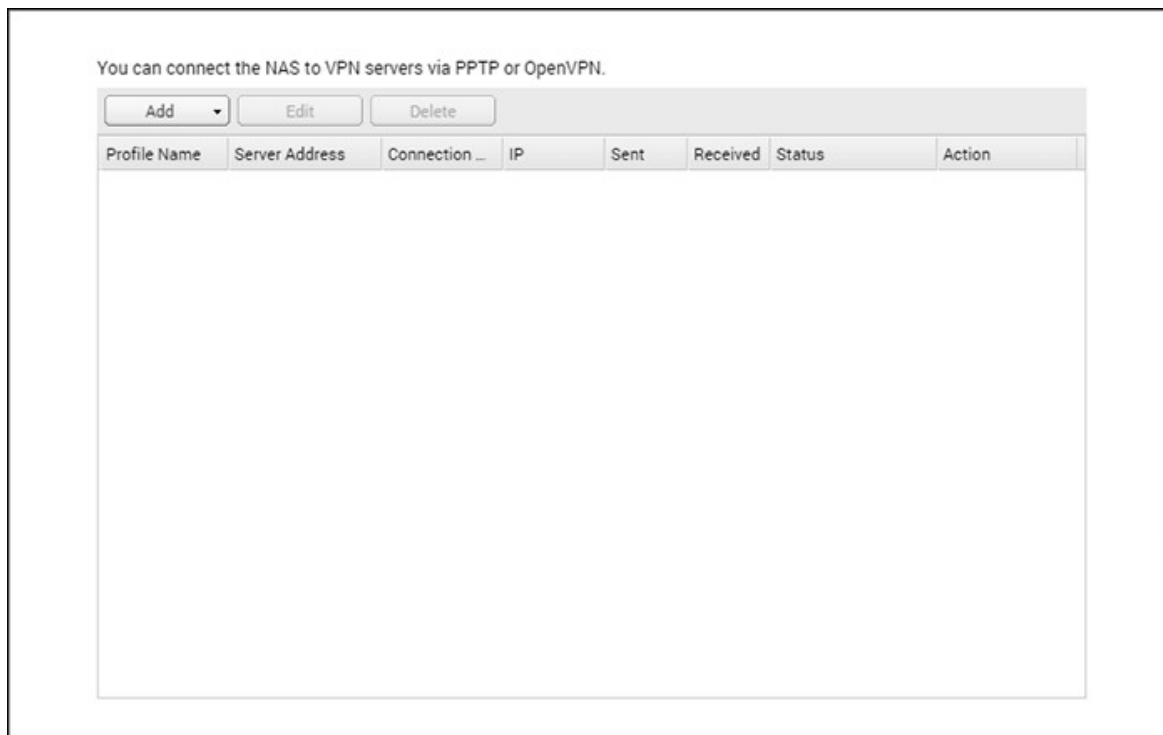 You can connect the NAS to VPN servers via PPTP or OpenVPN.
Add Edit Delete
Profile Name Server Address Connection ... IP Sent Received Status Action